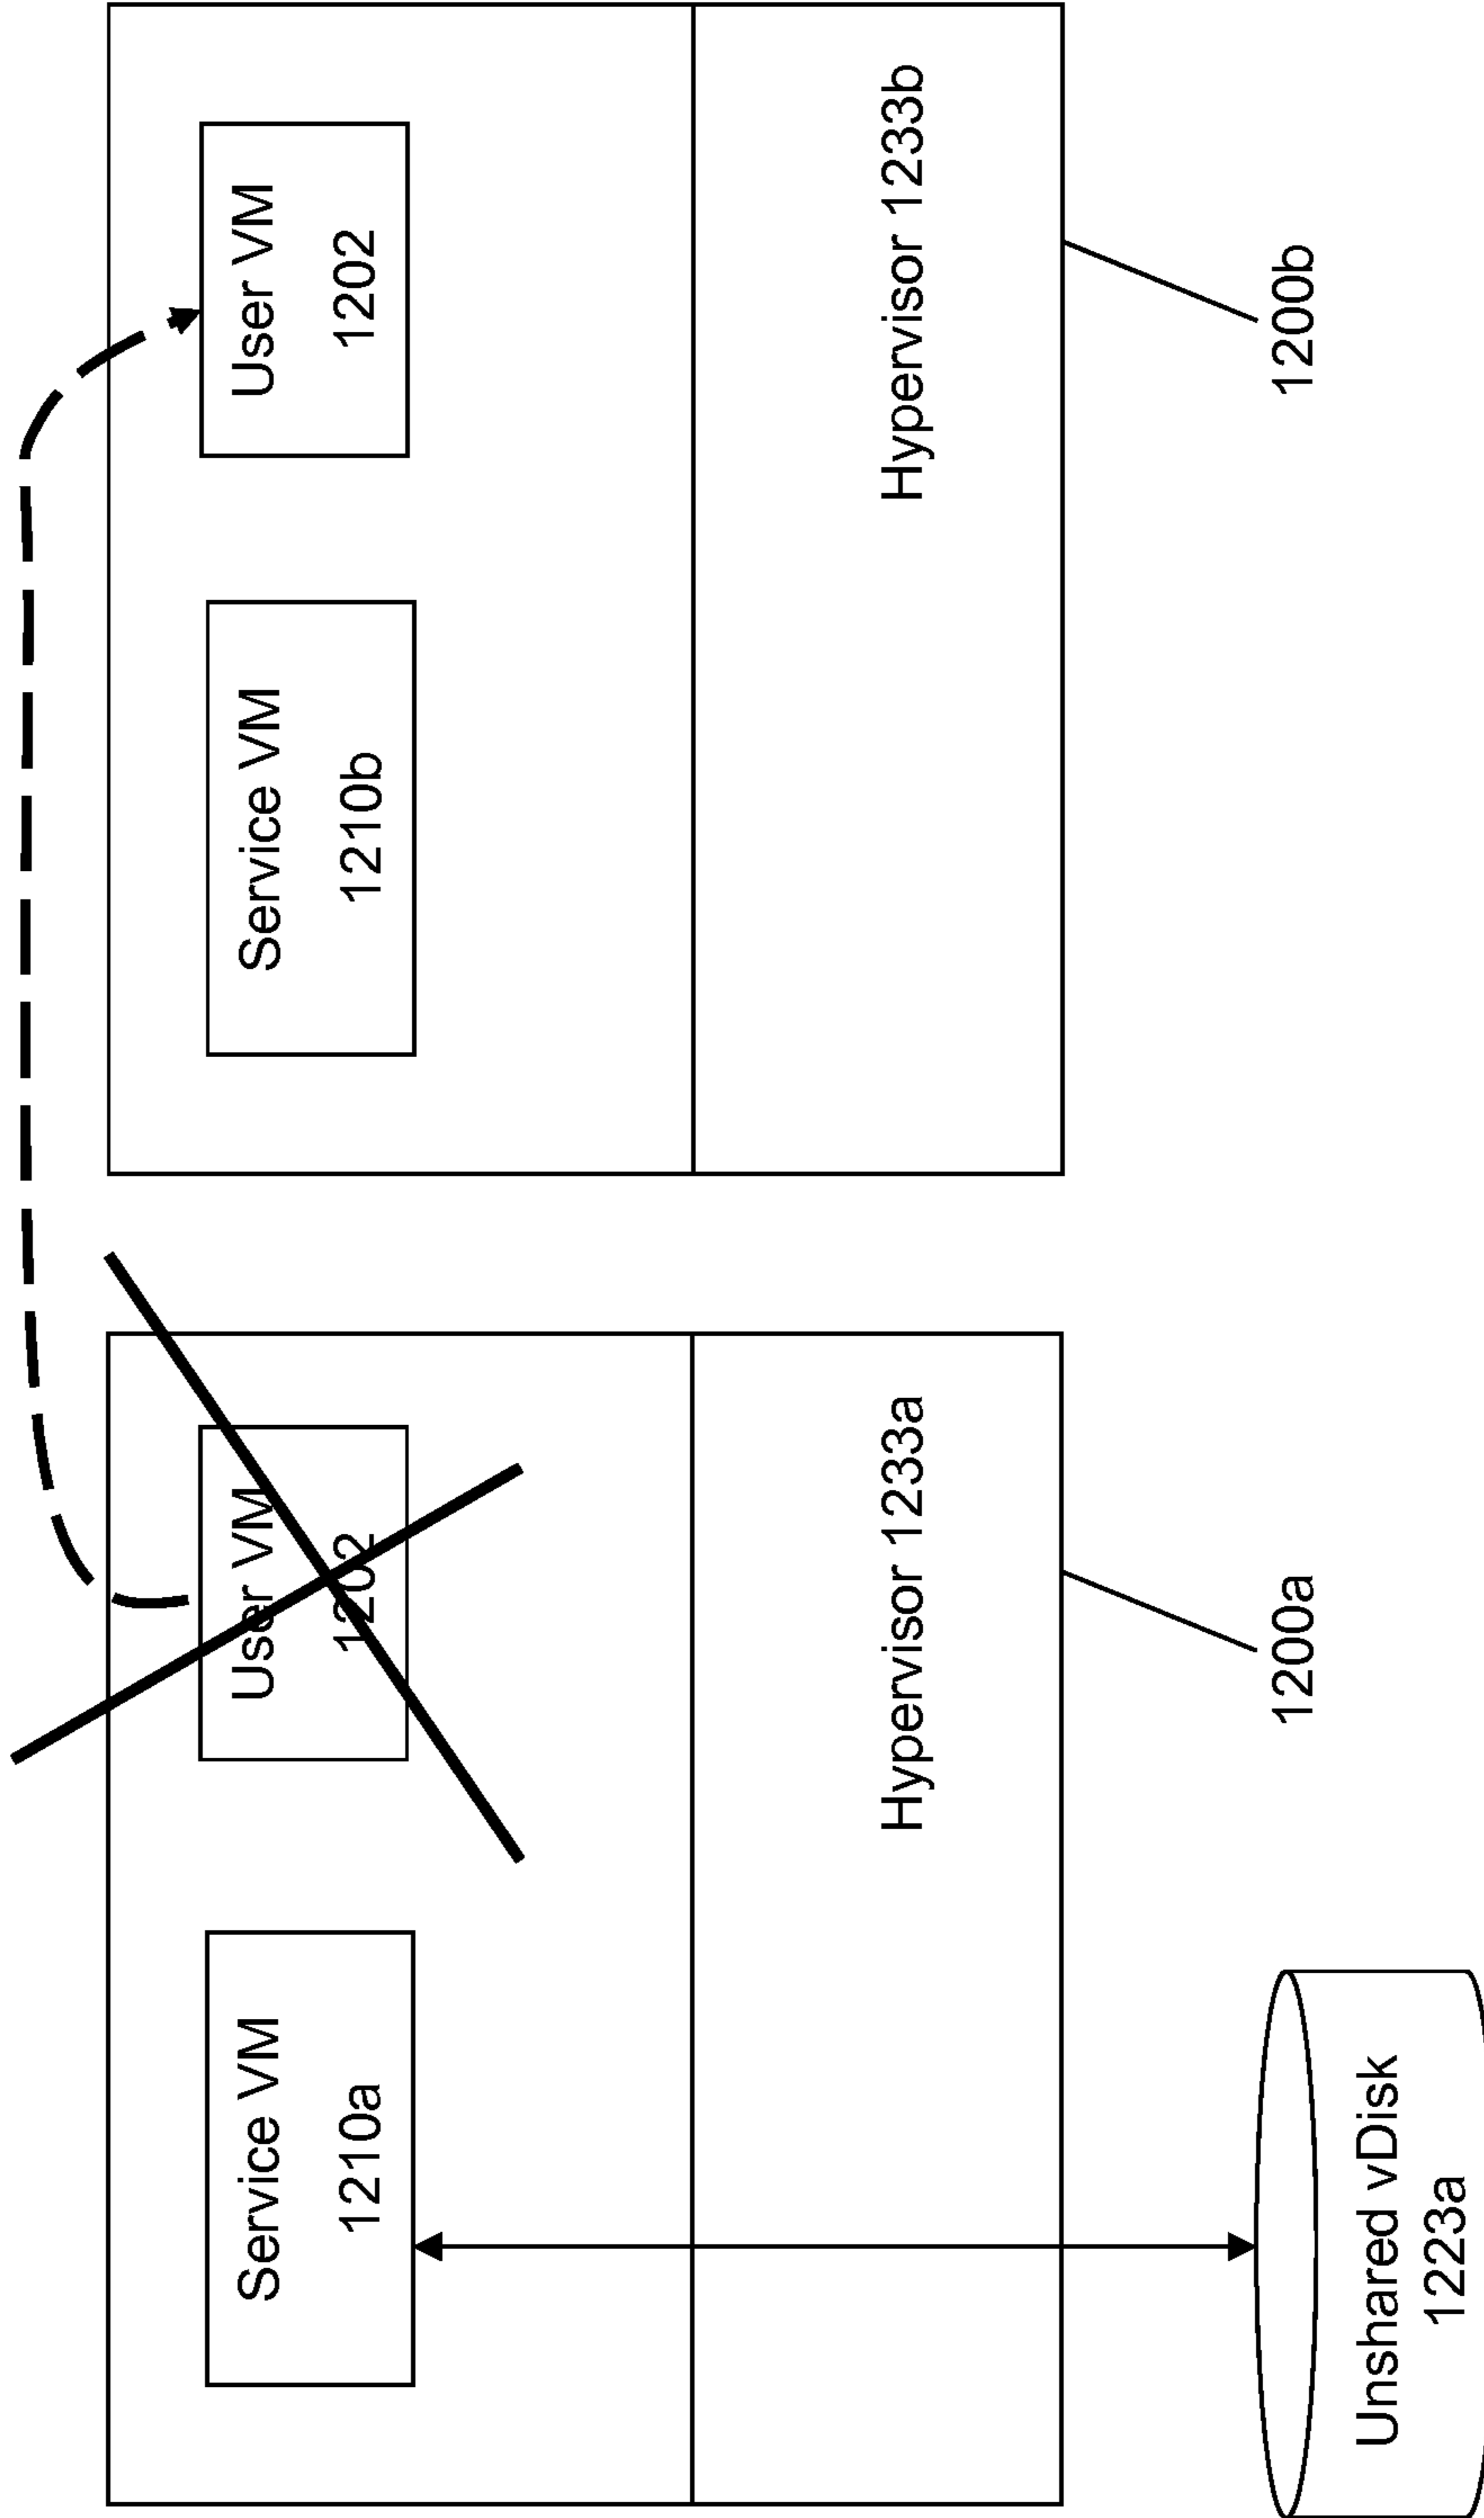 Service VM
1210a
User VM
1202
Service VM
1210b
User VM
1202
Hypervisor 1233a
Hypervisor 1233b
1200a
1200b
Unshared vDisk
1223a